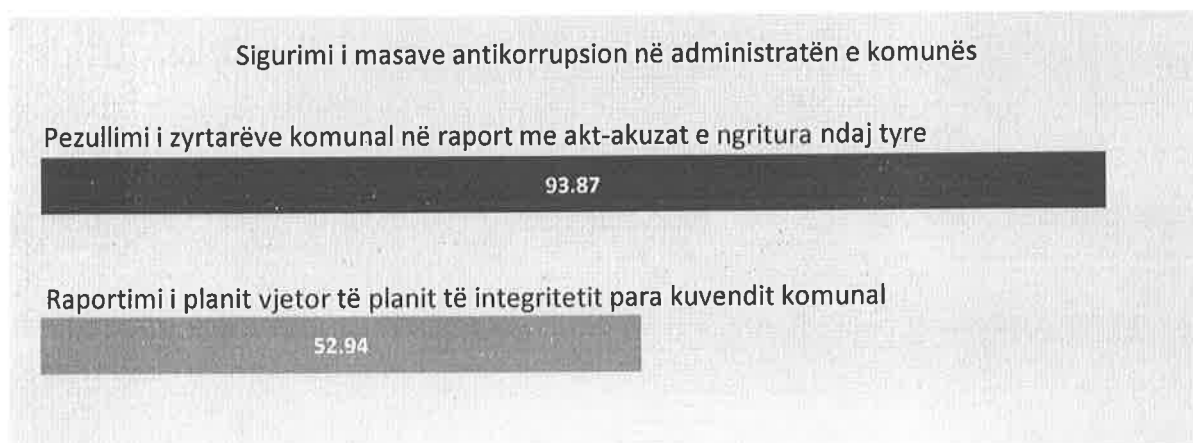 Sigurimi i masave antikorrupsion në administratën e komunës
Pezullimi i zyrtarëve komunal në raport me akt-akuzat e ngritura ndaj tyre
93.87
Raportimi i planit vjetor të planit të integritetit para kuvendit komunal
52.94